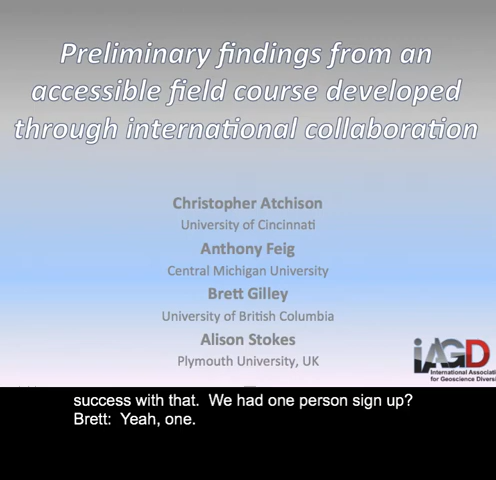 Preliminary findings from an
accessible field course developed
through international collaboration
Christopher Atchison
University of Cincinnati
Anthony Feig
Central Michigan University
Brett Gilley
University of British Columbia
Alison Stokes
Plymouth University, UK
iAGD
International Associati
for Geoscience Diversi
success with that.  We had one person sign up?
Brett:  Yeah, one.